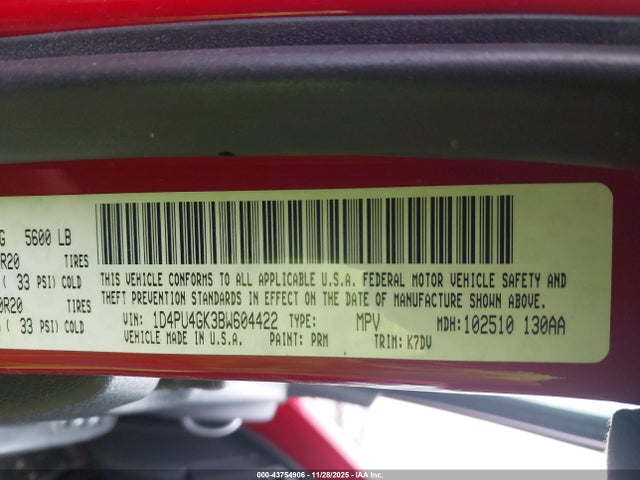 G 5600 LB
R20 TIRES
( 33 PSI) COLD
0R20 TIRES
( 33 PSI) COLD
THIS VEHICLE CONFORMS TO ALL APPLICABLE U.S.A. FEDERAL MOTOR VEHICLE SAFETY AND
THEFT PREVENTION STANDARDS IN EFFECT ON THE DATE OF MANUFACTURE SHOWN ABOVE.
VIN: 1D4PU4GK3BW604422 TYPE: MPV MDH:102510 130AA
VEHICLE MADE IN U.S.A. PAINT: PRM TRIM: K7DV
000-43754906 - 11/28/2025 - IAA Inc.